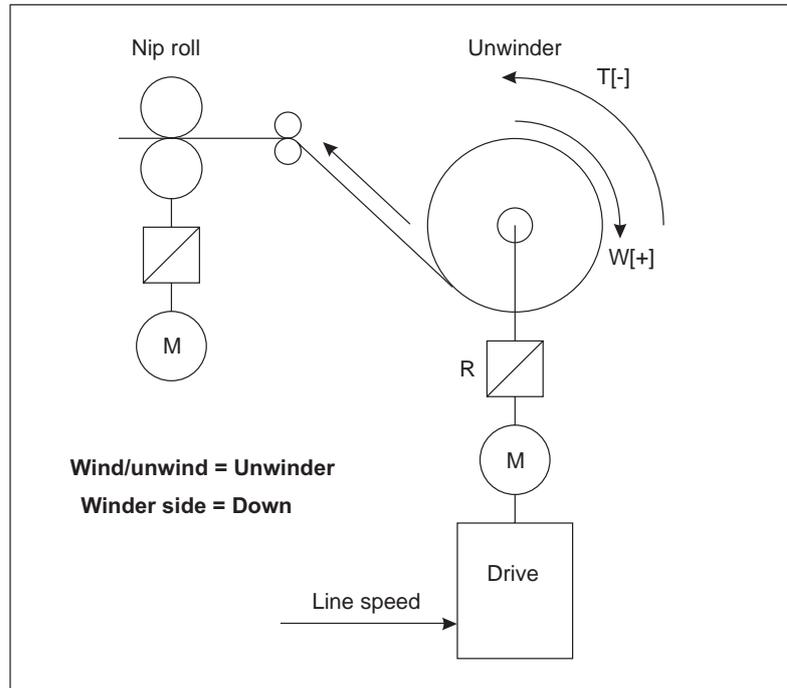 Nip roll
Unwinder
T[-]
W[+]
R
M
M
Wind/unwind = Unwinder
Winder side = Down
Drive
Line speed